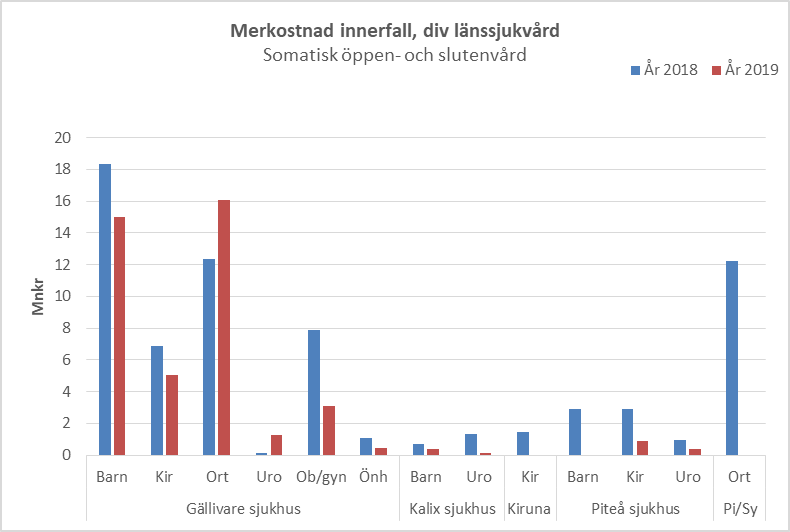 Merkostnad innerfall, div länssjukvård
Somatisk öppen- och slutenvård
År 2018 År 2019
Mnkr
20
18
16
14
12
10
8
6
4
2
0
Barn Kir Ort Uro Ob/gyn Önh Barn Uro Kir Barn Kir Uro Ort
Gällivare sjukhus Kalix sjukhus Kiruna Piteå sjukhus Pi/Sy